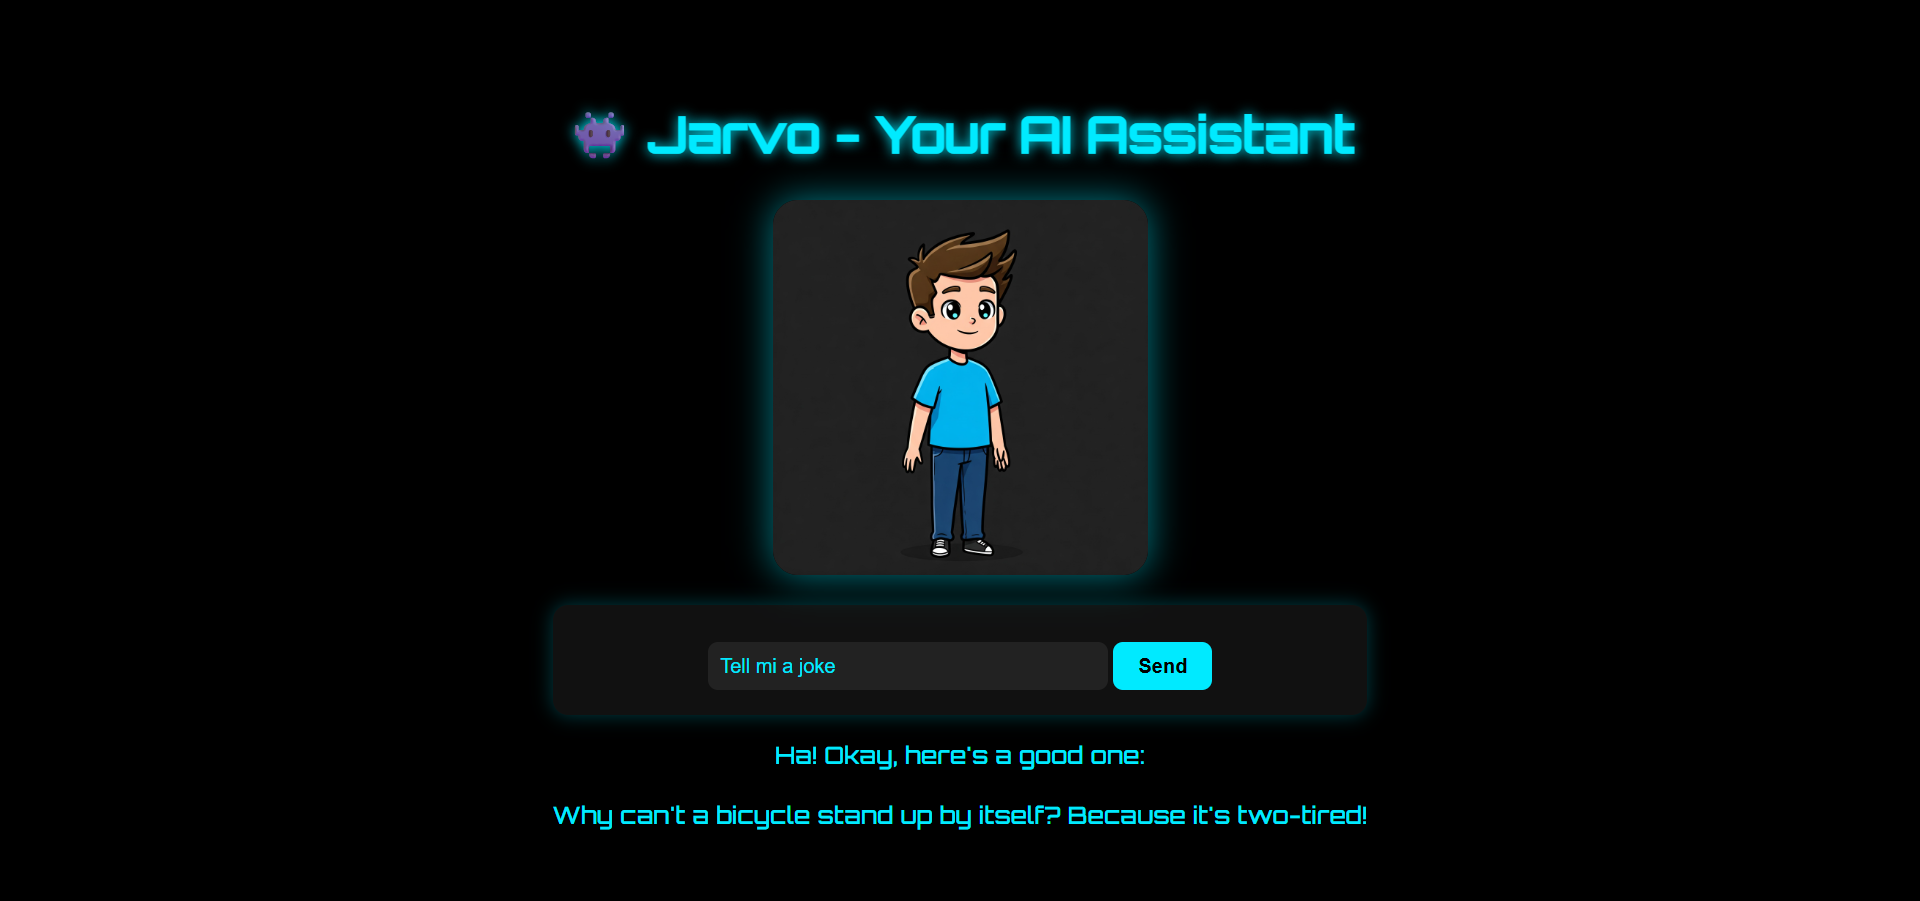 👾 Jarvo - Your AI Assistant
Tell mi a joke
Send
Ha! Okay, here's a good one:
Why can't a bicycle stand up by itself? Because it's two-tired!